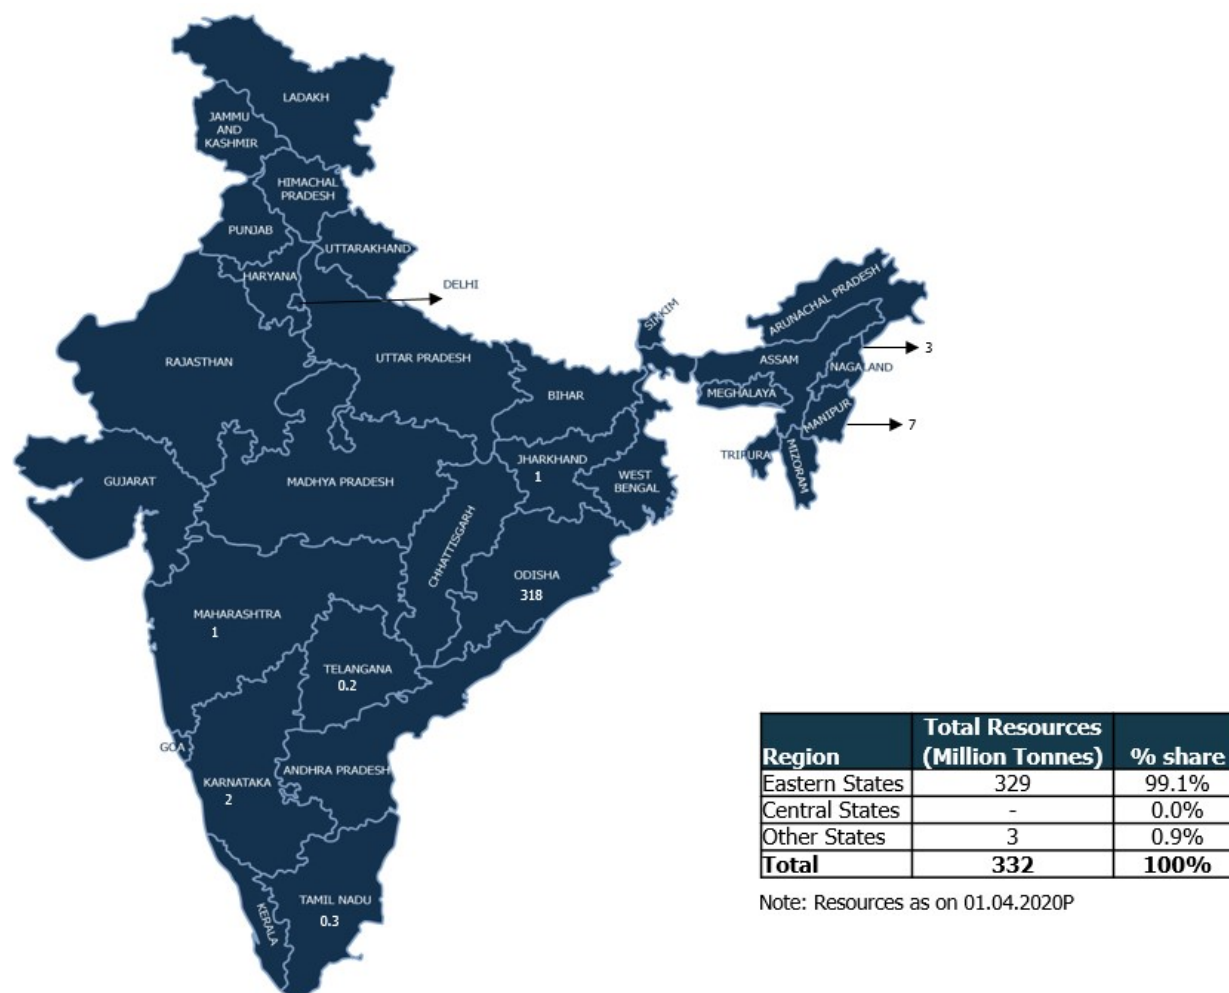 LADAKH
JAMMU
AND
KASHMIR
HIMACHAL
PRADESH
PUNJAB
UTTARAKHAND
HARYANA
DELHI
ARUNACHAL PRADESH
SIKKIM
RAJASTHAN
UTTAR PRADESH
ASSAM
3
NAGALAND
BIHAR
MEGHALAYA
MANIPUR
7
TRIPURA
MIZORAM
JHARKHAND
1
WEST
BENGAL
GUJARAT
MADHYA PRADESH
CHHATTISGARH
ODISHA
318
MAHARASHTRA
1
TELANGANA
0.2
GOA
KARNATAKA
2
ANDHRA PRADESH
TAMIL NADU
0.3
KERALA
Total Resources
Region (Million Tonnes) % share
Eastern States 329 99.1%
Central States - 0.0%
Other States 3 0.9%
Total 332 100%
Note: Resources as on 01.04.2020P